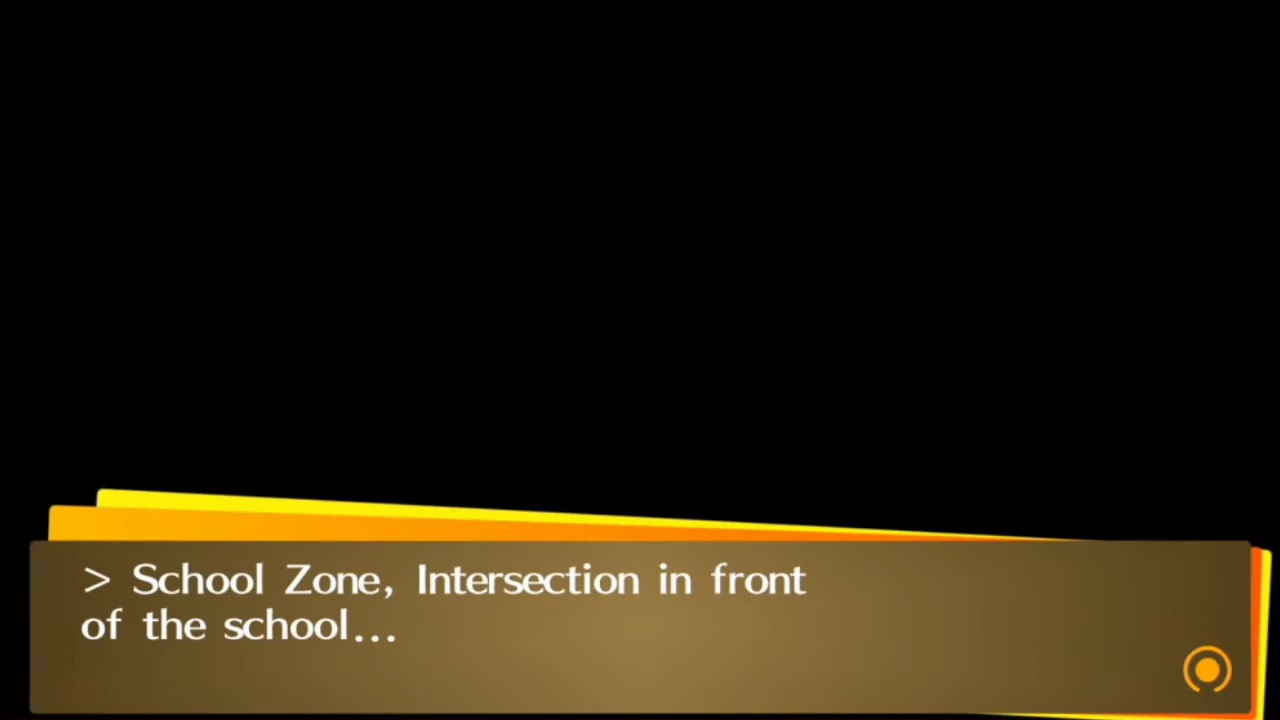 > School Zone, Intersection in front
of the school...